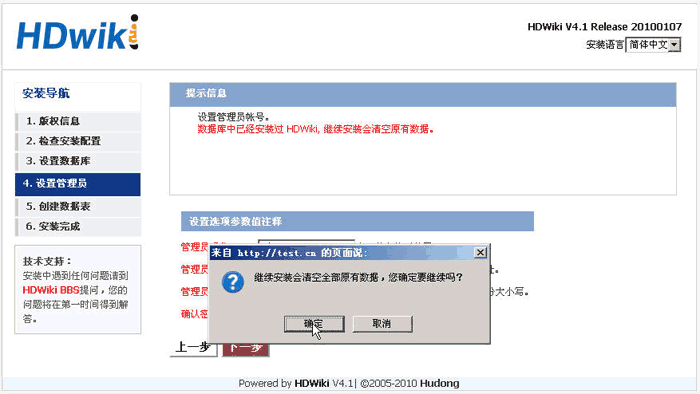 HDwiki
HDWiki V4.1 Release 20100107
安装语言 简体中文
安装导航
1. 版权信息
2. 检查安装配置
3. 设置数据库
4. 设置管理员
5. 创建数据表
6. 安装完成
技术支持：
安装中遇到任何问题请到
HDWiki BBS提问，您的
问题将在第一时间得到解
答。
提示信息
设置管理员帐号。
数据库中已经安装过 HDWiki, 继续安装会清空原有数据。
设置选项参数值注释
管理员
管理员
管理员 份大小写。
确认密
来自 http://test.cn 的页面说:
继续安装会清空全部原有数据，您确定要继续吗？
确定 取消
上一步 下一步
Powered by HDWiki V4.1| ©2005-2010 Hudong